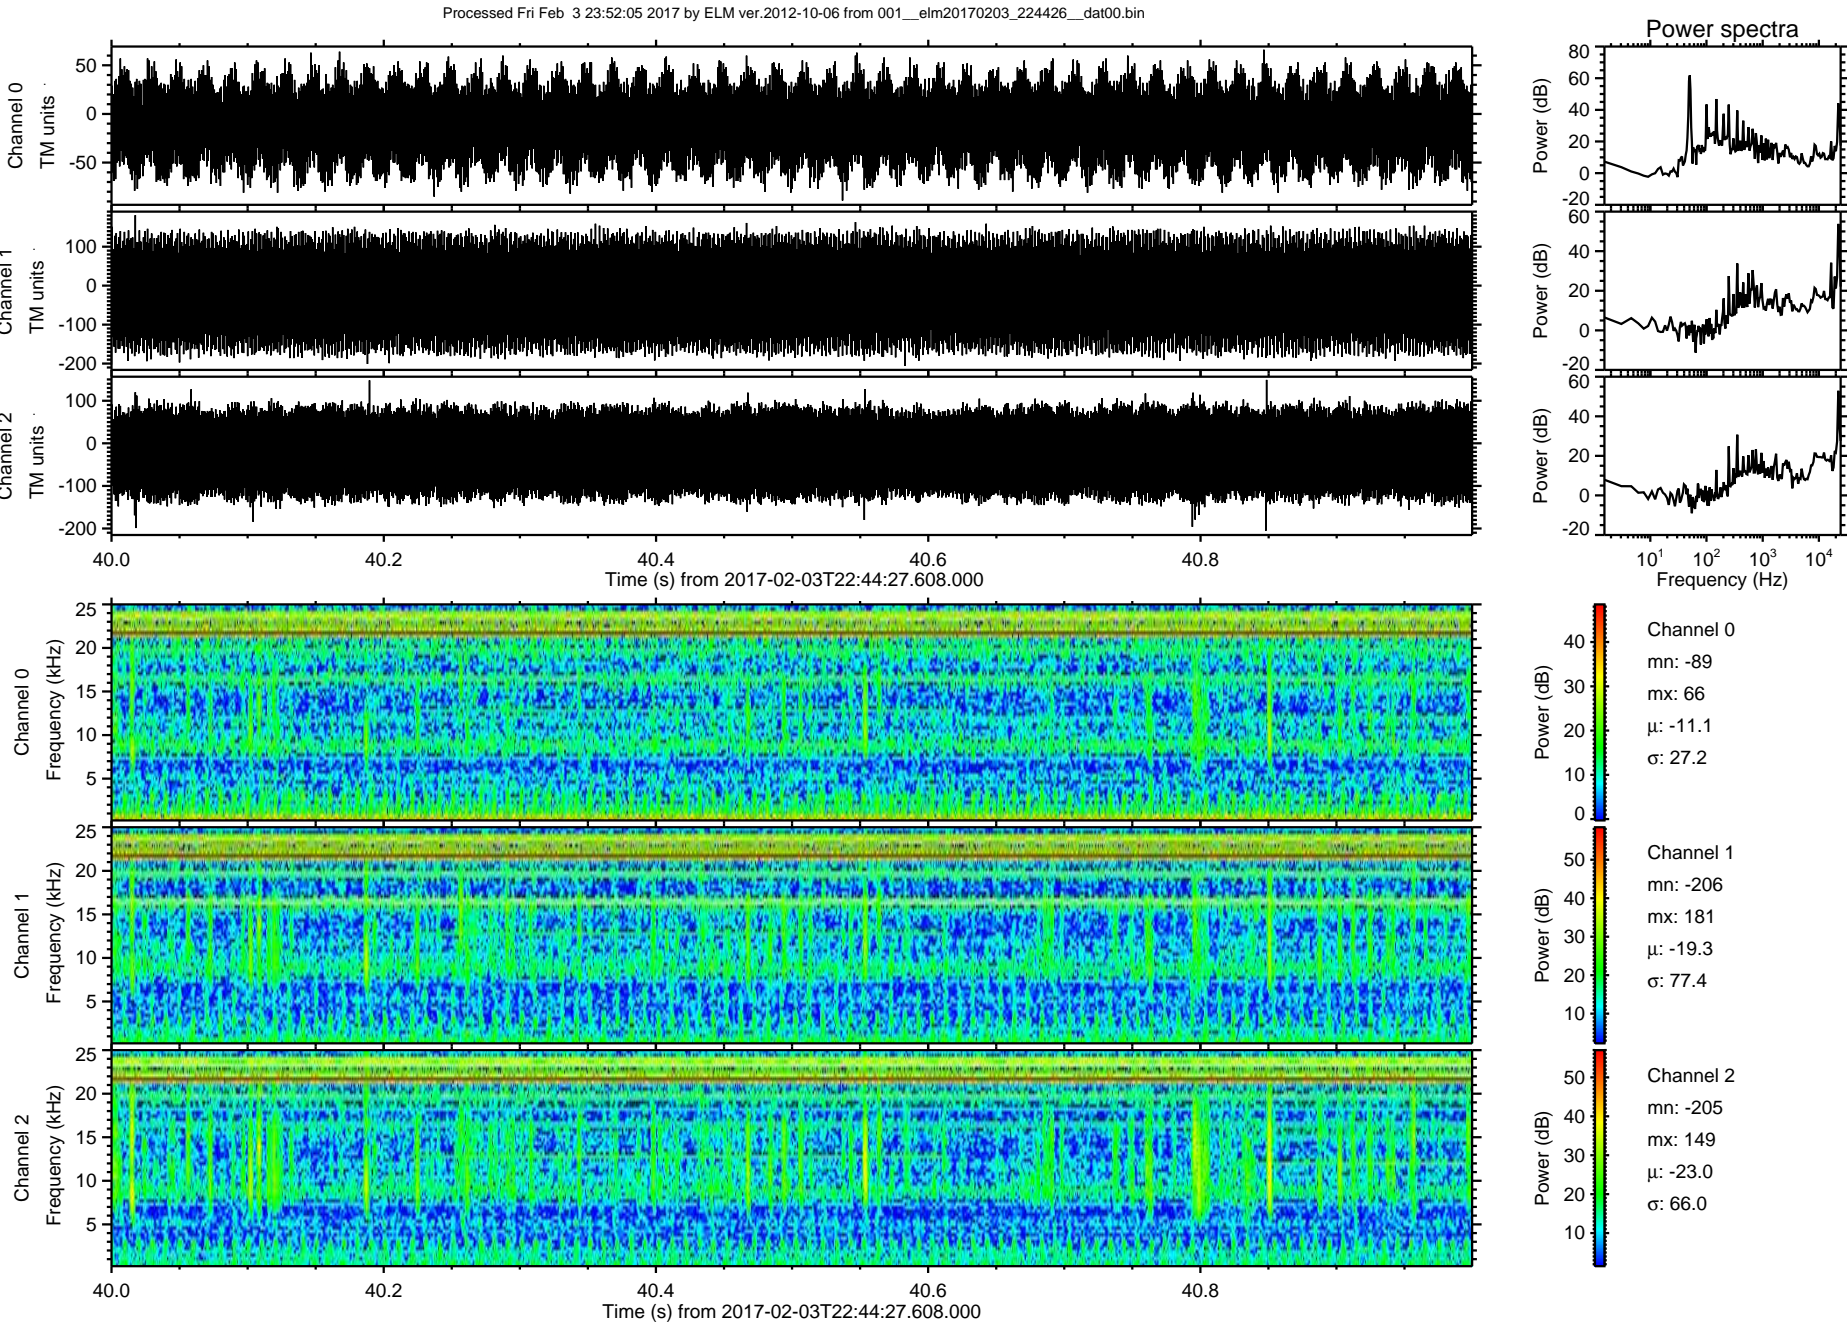 Processed Fri Feb  3 23:52:05 2017 by ELM ver.2012-10-06 from 001__elm20170203_224426__dat00.bin
Power spectra
Channel 0
TM units
50
0
-50
Power (dB)
80
60
40
20
0
-20
Channel 1
TM units
100
0
-100
-200
Power (dB)
60
40
20
0
-20
Channel 2
TM units
100
0
-100
-200
Power (dB)
60
40
20
0
-20
40.0 40.2 40.4 40.6 40.8
Time (s) from 2017-02-03T22:44:27.608.000
10^1 10^2 10^3 10^4
Frequency (Hz)
Channel 0
Frequency (kHz)
25
20
15
10
5
Power (dB)
40
30
20
10
0
Channel 0
mn: -89
mx: 66
μ: -11.1
σ: 27.2
Channel 1
Frequency (kHz)
25
20
15
10
5
Power (dB)
50
40
30
20
10
Channel 1
mn: -206
mx: 181
μ: -19.3
σ: 77.4
Channel 2
Frequency (kHz)
25
20
15
10
5
Power (dB)
50
40
30
20
10
Channel 2
mn: -205
mx: 149
μ: -23.0
σ: 66.0
40.0 40.2 40.4 40.6 40.8
Time (s) from 2017-02-03T22:44:27.608.000